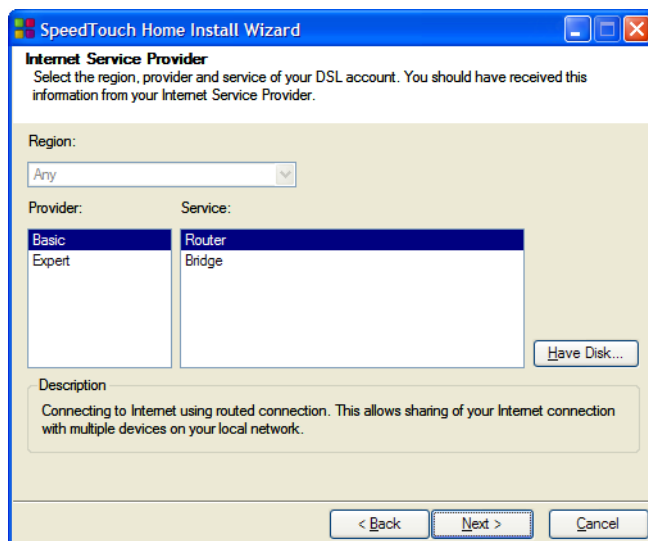 SpeedTouch Home Install Wizard
Internet Service Provider
Select the region, provider and service of your DSL account. You should have received this
information from your Internet Service Provider.
Region:
Any
Provider:
Service:
Basic
Router
Expert
Bridge
Have Disk...
Description
Connecting to Internet using routed connection. This allows sharing of your Internet connection
with multiple devices on your local network.
< Back
Next >
Cancel